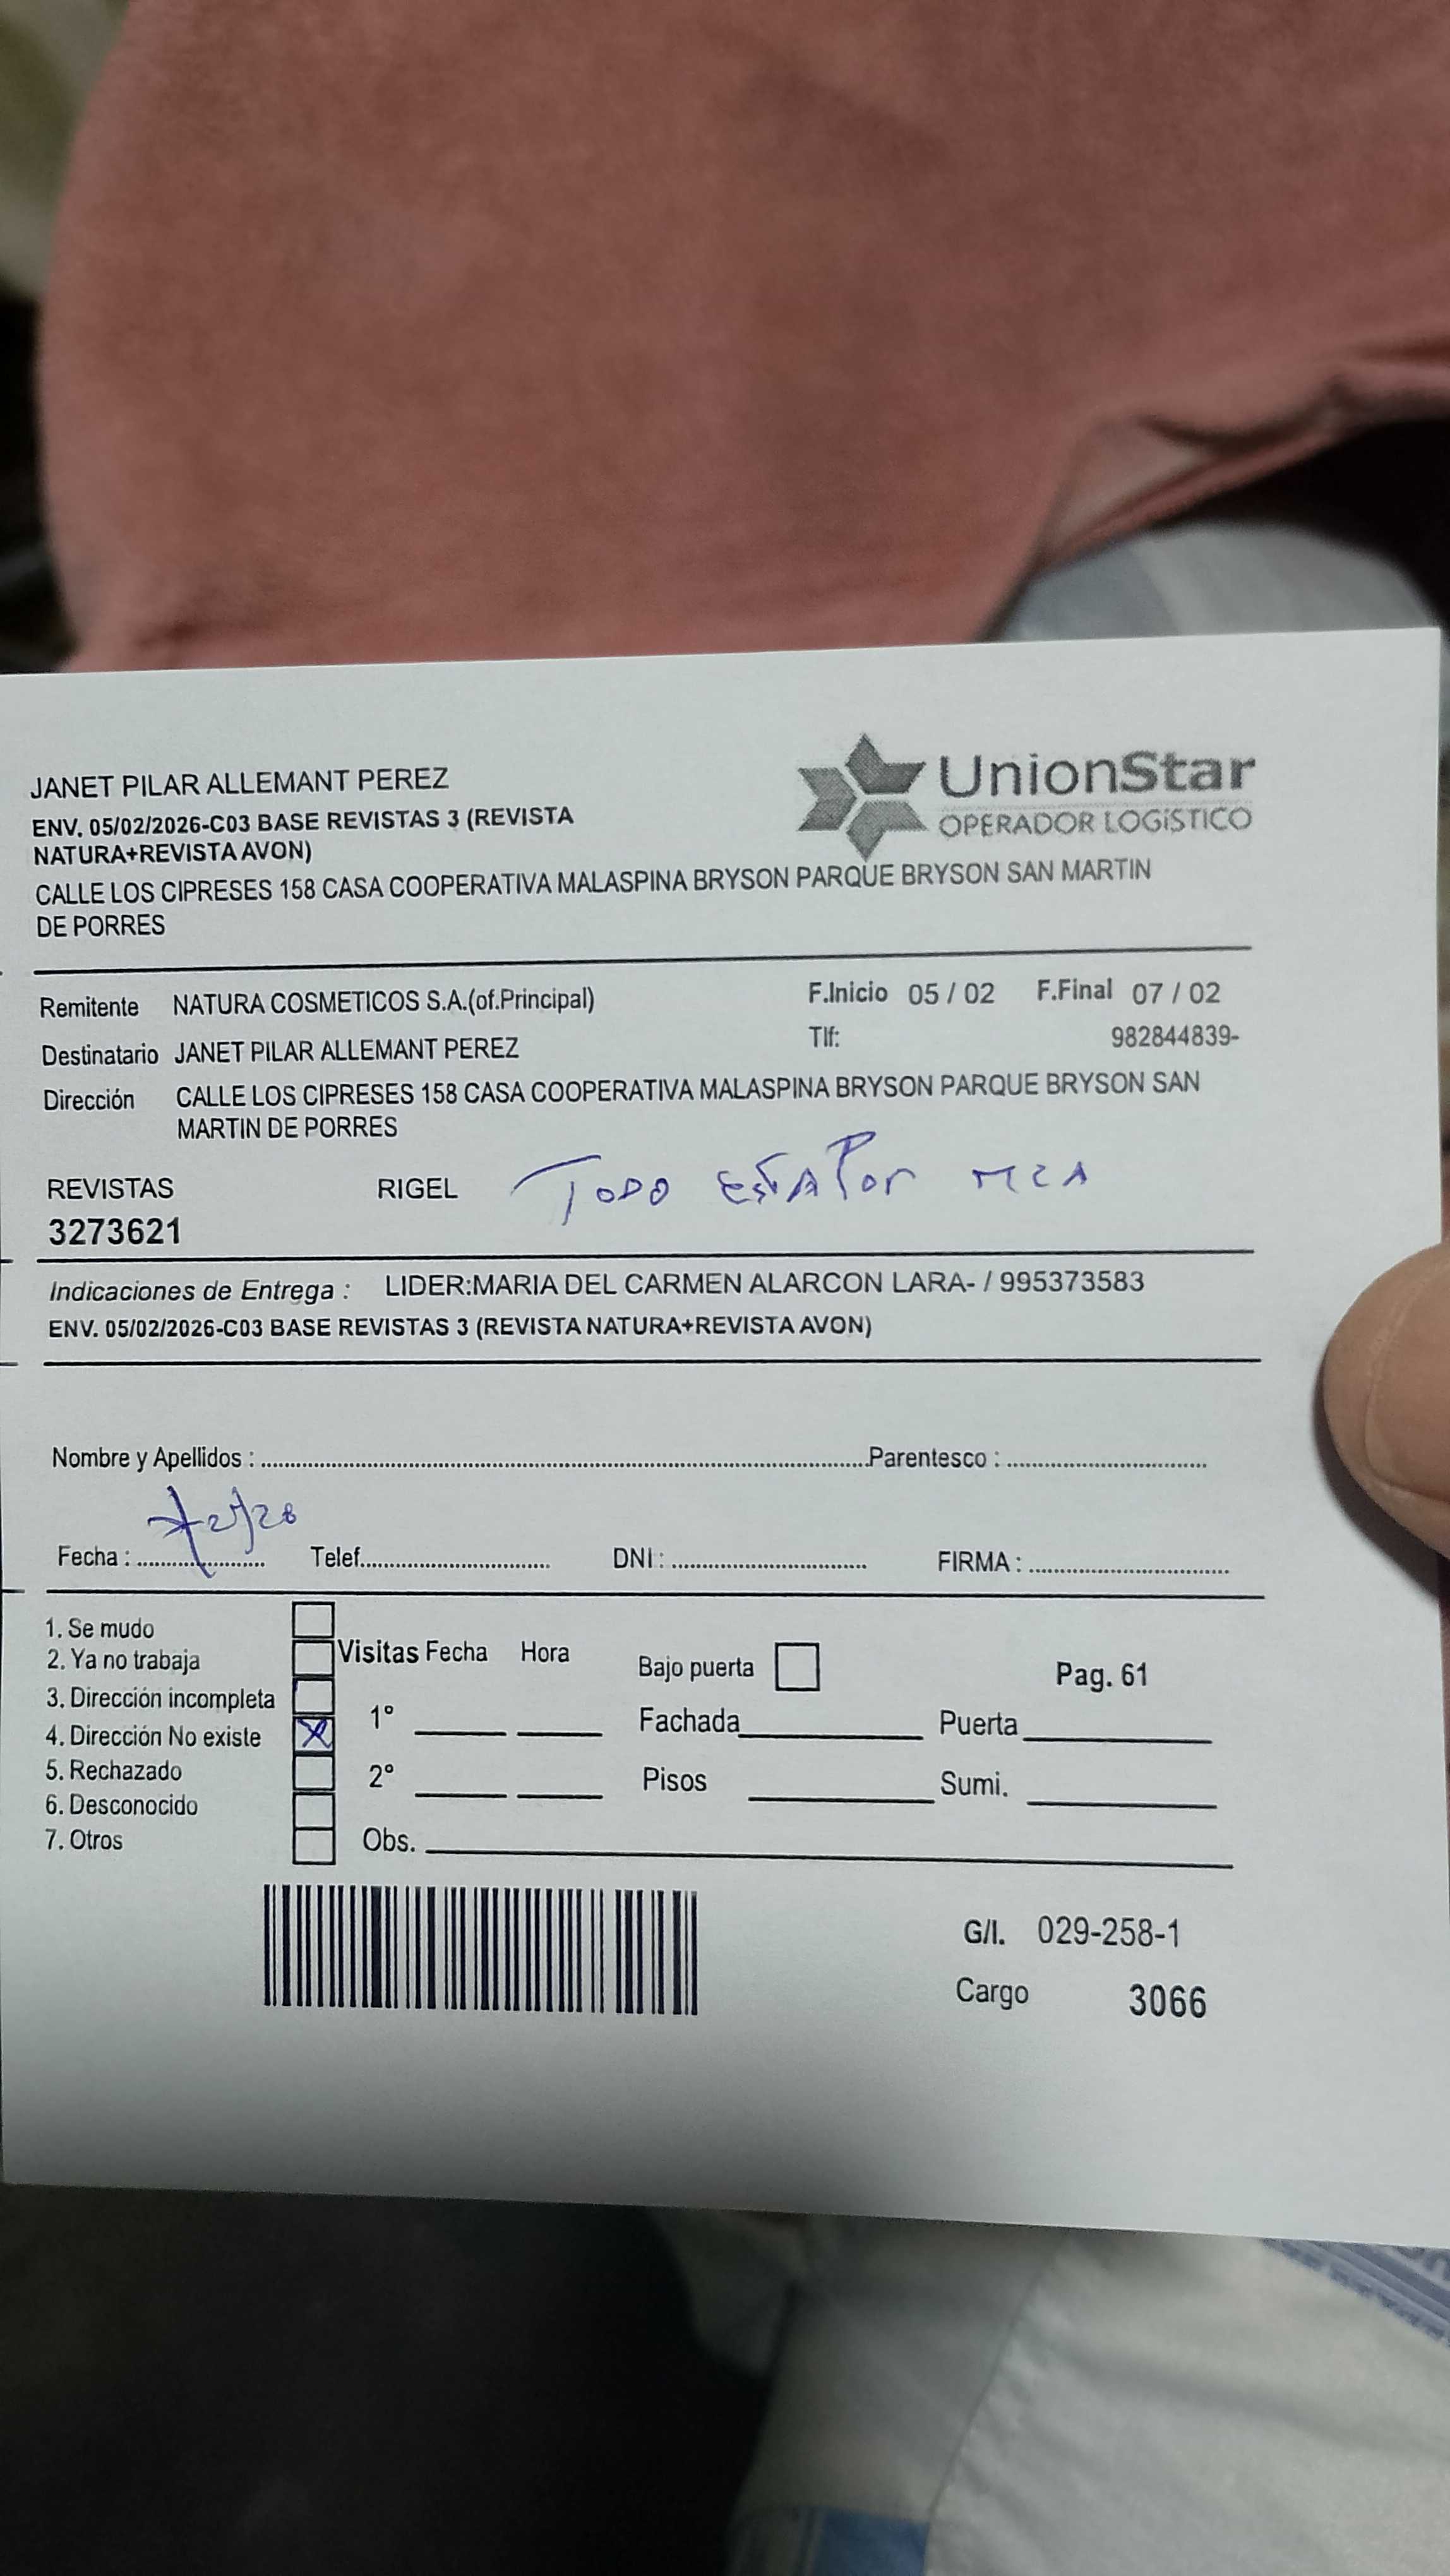 JANET PILAR ALLEMANT PEREZ
UnionStar
OPERADOR LOGíSTICO
ENV. 05/02/2026-C03 BASE REVISTAS 3 (REVISTA
NATURA+REVISTA AVON)
CALLE LOS CIPRESES 158 CASA COOPERATIVA MALASPINA BRYSON PARQUE BRYSON SAN MARTIN
DE PORRES
Remitente NATURA COSMETICOS S.A.(of.Principal) F.Inicio 05 / 02 F.Final 07 / 02
Destinatario JANET PILAR ALLEMANT PEREZ Tlf: 982844839-
Dirección CALLE LOS CIPRESES 158 CASA COOPERATIVA MALASPINA BRYSON PARQUE BRYSON SAN
MARTIN DE PORRES
REVISTAS RIGEL TODO ESTA POR MZA
3273621
Indicaciones de Entrega : LIDER:MARIA DEL CARMEN ALARCON LARA- / 995373583
ENV. 05/02/2026-C03 BASE REVISTAS 3 (REVISTA NATURA+REVISTA AVON)
Nombre y Apellidos : Parentesco :
Fecha : 7/2/26 Telef. DNI : FIRMA :
1. Se mudo
2. Ya no trabaja
3. Dirección incompleta
4. Dirección No existe X
5. Rechazado
6. Desconocido
7. Otros
Visitas Fecha Hora
1°
2°
Obs.
Bajo puerta
Fachada Puerta
Pisos Sumi.
Pag. 61
G/I. 029-258-1
Cargo 3066